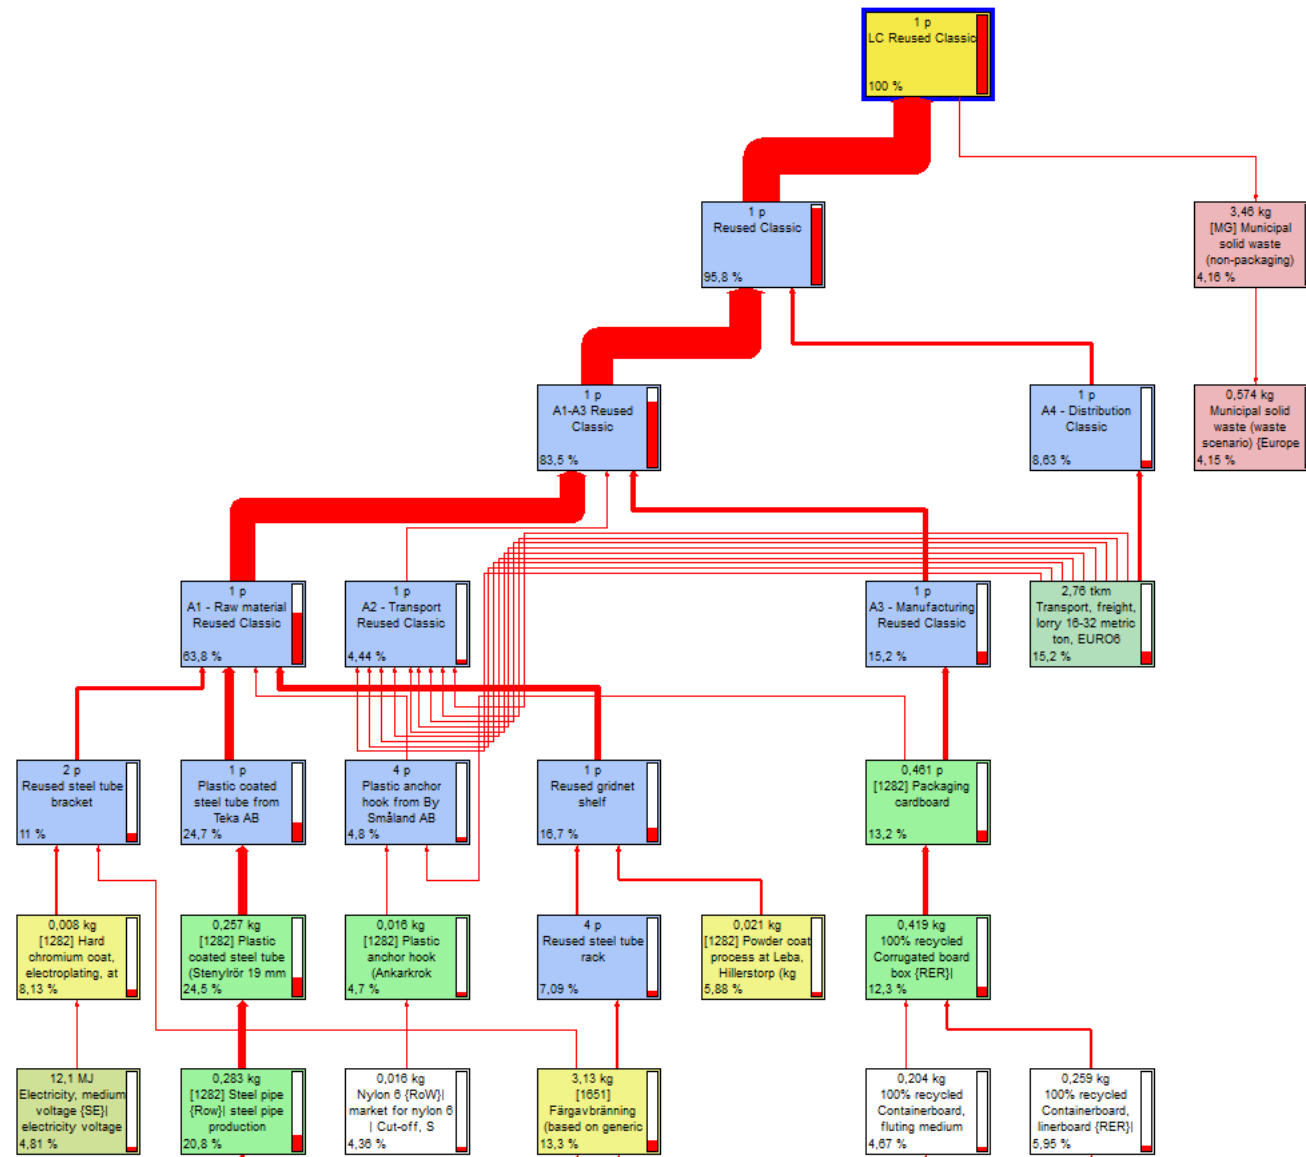 1 p
LC Reused Classic
100 %
1 p
Reused Classic
95,8 %
3,46 kg
[MG] Municipal
solid waste
(non-packaging)
4,16 %
1 p
A1-A3 Reused
Classic
83,5 %
1 p
A4 - Distribution
Classic
8,63 %
0,574 kg
Municipal solid
waste (waste
scenario) {Europe
4,15 %
1 p
A1 - Raw material
Reused Classic
63,8 %
1 p
A2 - Transport
Reused Classic
4,44 %
1 p
A3 - Manufacturing
Reused Classic
15,2 %
2,76 tkm
Transport, freight,
lorry 16-32 metric
ton, EURO6
15,2 %
2 p
Reused steel tube
bracket
11 %
1 p
Plastic coated
steel tube from
Teka AB
24,7 %
4 p
Plastic anchor
hook from By
Småland AB
4,8 %
1 p
Reused gridnet
shelf
16,7 %
0,461 p
[1282] Packaging
cardboard
13,2 %
0,008 kg
[1282] Hard
chromium coat,
electroplating, at
8,13 %
0,257 kg
[1282] Plastic
coated steel tube
(Stenylrör 19 mm
24,5 %
0,016 kg
[1282] Plastic
anchor hook
(Ankarkrok
4,7 %
4 p
Reused steel tube
rack
7,09 %
0,021 kg
[1282] Powder coat
process at Leba,
Hillerstorp (kg
5,88 %
0,419 kg
100% recycled
Corrugated board
box {RER}|
12,3 %
12,1 MJ
Electricity, medium
voltage {SE}|
electricity voltage
4,81 %
0,283 kg
[1282] Steel pipe
{Row}| steel pipe
production
20,8 %
0,016 kg
Nylon 6 {RoW}|
market for nylon 6
| Cut-off, S
4,36 %
3,13 kg
[1651]
Färgavbränning
(based on generic
13,3 %
0,204 kg
100% recycled
Containerboard,
fluting medium
4,67 %
0,259 kg
100% recycled
Containerboard,
linerboard {RER}|
5,95 %